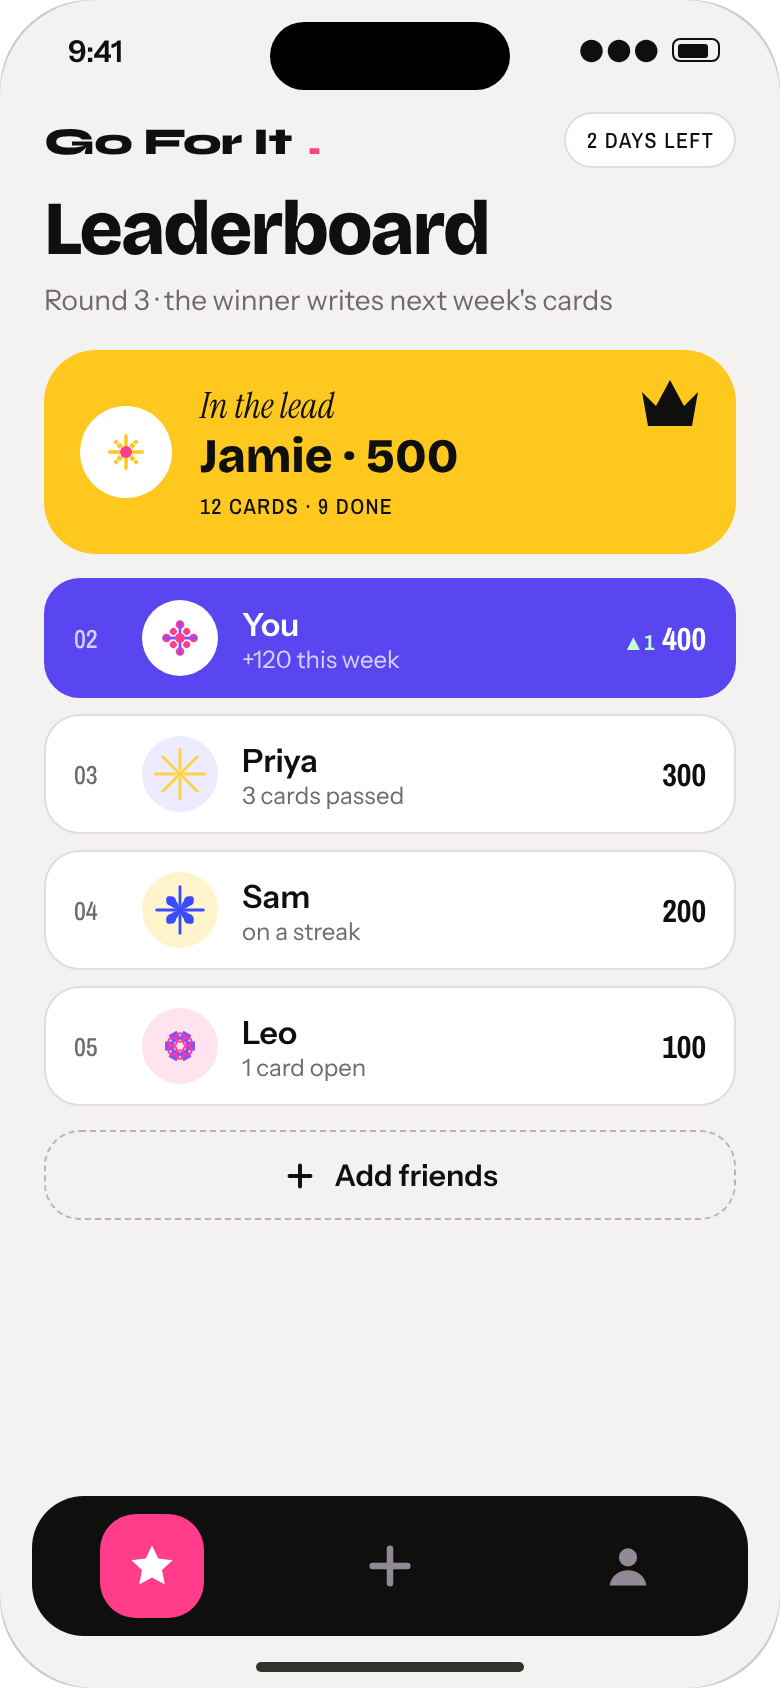 9:41
Go For It .
2 DAYS LEFT
Leaderboard
Round 3 · the winner writes next week's cards
In the lead
Jamie · 500
12 CARDS · 9 DONE
02
You
+120 this week
▲1 400
03
Priya
3 cards passed
300
04
Sam
on a streak
200
05
Leo
1 card open
100
+ Add friends